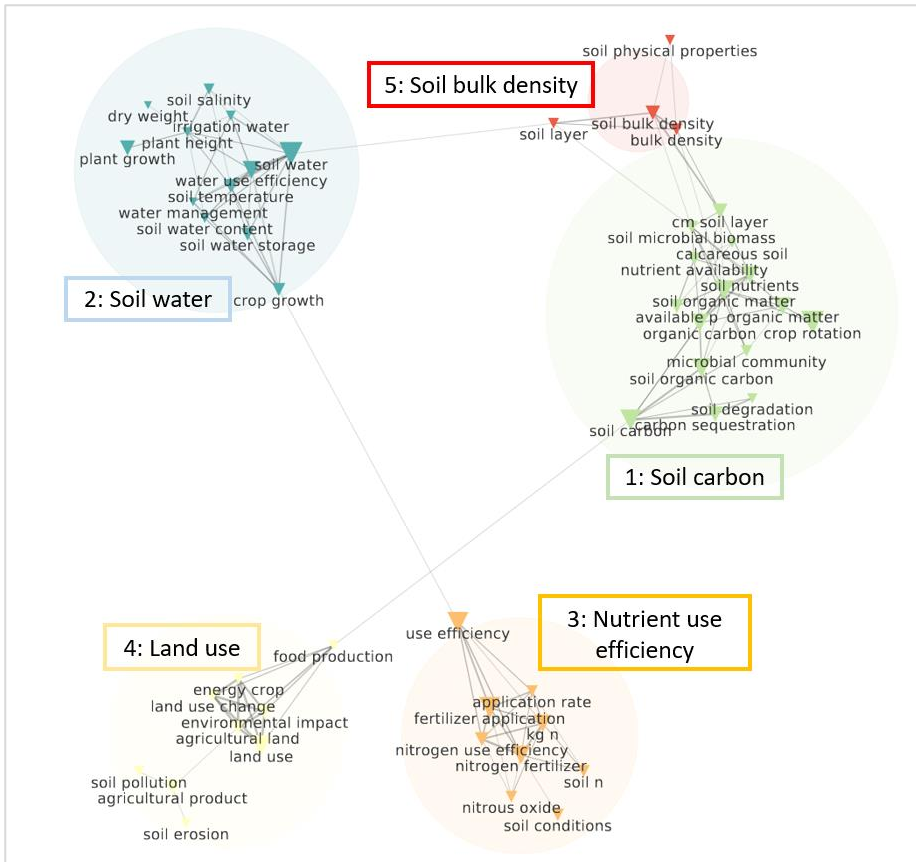 soil physical properties
5: Soil bulk density
soil salinity
dry weight
irrigation water
soil bulk density
soil layer
bulk density
plant height
plant growth
soil water
water use efficiency
soil temperature
water management
soil water content
soil water storage
cm soil layer
soil microbial biomass
calcareous soil
nutrient availability
soil nutrients
2: Soil water
crop growth
soil organic matter
available p
organic matter
organic carbon
crop rotation
microbial community
soil organic carbon
soil degradation
carbon sequestration
soil carbon
1: Soil carbon
3: Nutrient use
efficiency
use efficiency
4: Land use
food production
energy crop
land use change
environmental impact
agricultural land
land use
application rate
fertilizer application
kg n
nitrogen use efficiency
nitrogen fertilizer
soil n
soil pollution
agricultural product
nitrous oxide
soil conditions
soil erosion